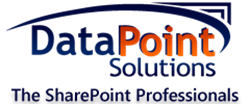 DataPoint
Solutions
The SharePoint Professionals